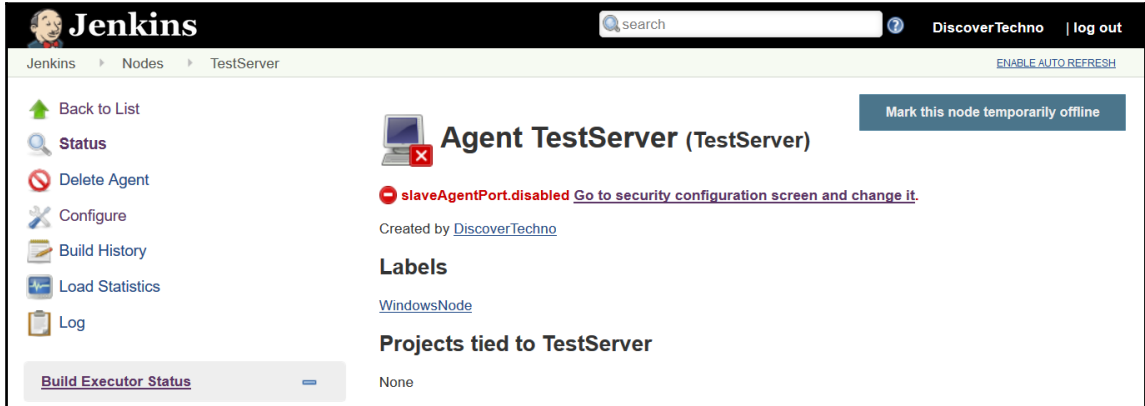 Jenkins
search
DiscoverTechno | log out
Jenkins Nodes TestServer
ENABLE AUTO REFRESH
Back to List
Status
Delete Agent
Configure
Build History
Load Statistics
Log
Build Executor Status
Mark this node temporarily offline
Agent TestServer (TestServer)
slaveAgentPort.disabled Go to security configuration screen and change it.
Created by DiscoverTechno
Labels
WindowsNode
Projects tied to TestServer
None